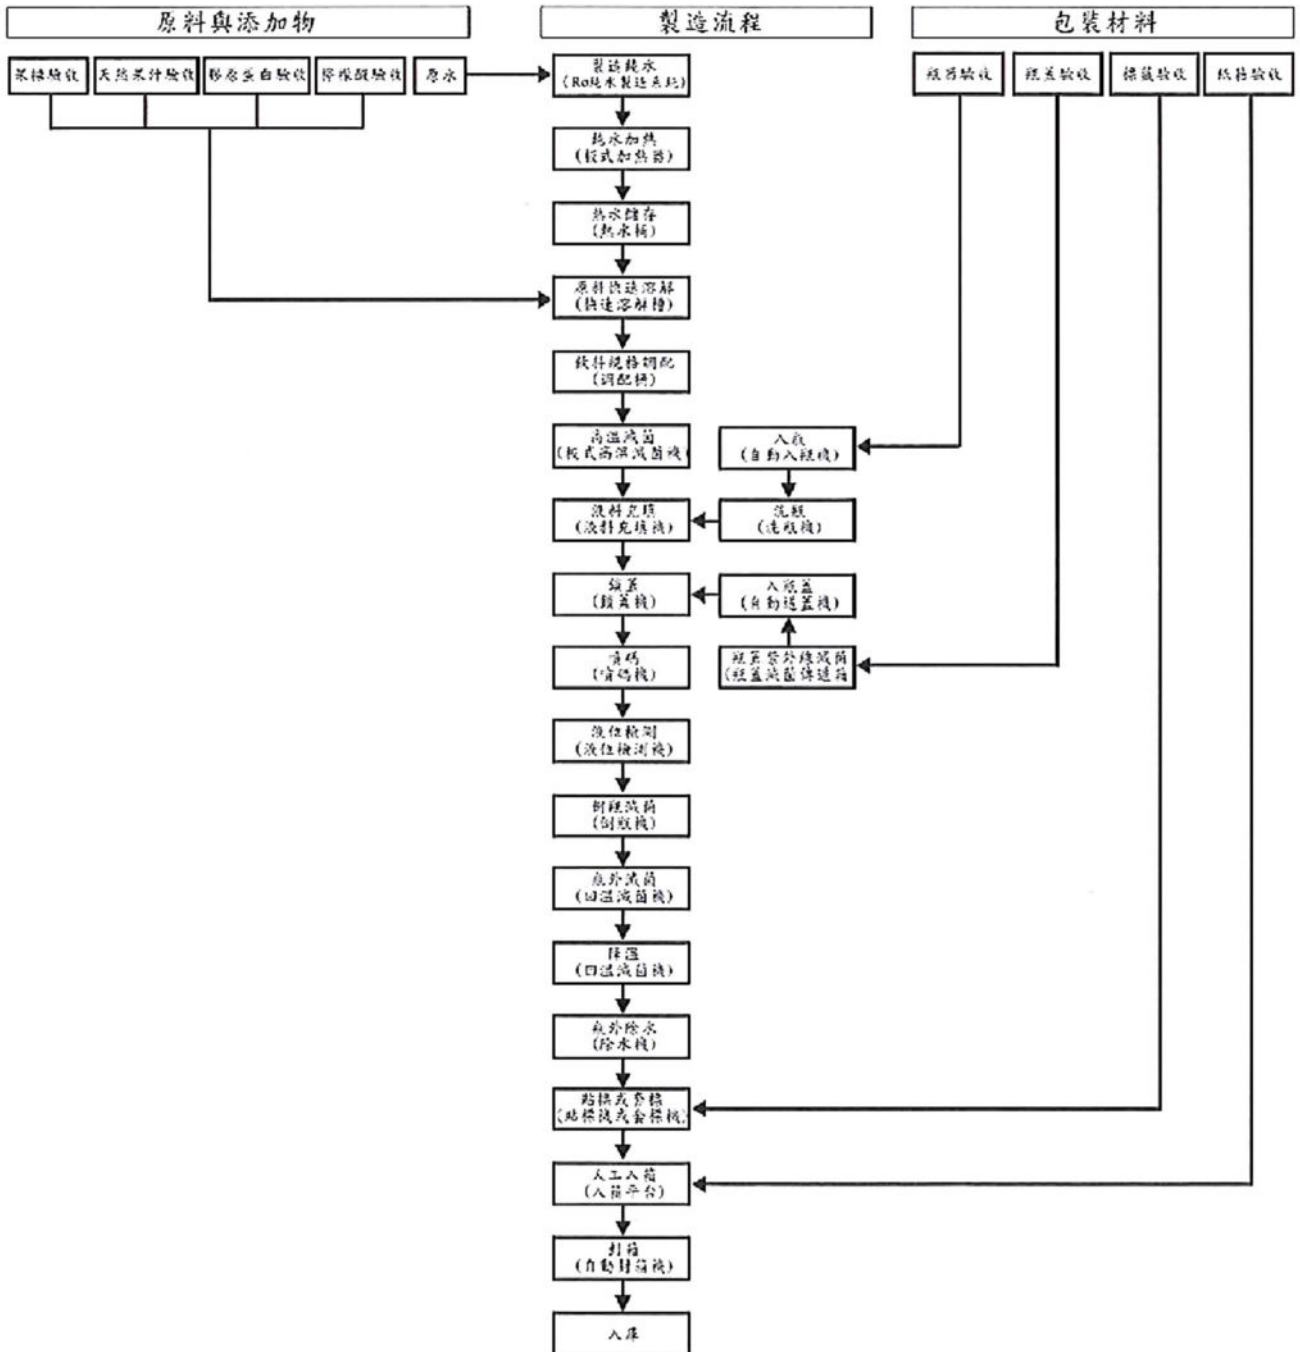 原料與添加物
製造流程
包裝材料
果糖驗收
天然果汁驗收
膠原蛋白驗收
檸檬酸驗收
原水
製造純水
(Ro純水製造系統)
瓶器驗收
瓶蓋驗收
標籤驗收
紙箱驗收
純水加熱
(板式加熱器)
熱水儲存
(熱水桶)
原料快速溶解
(快速溶解槽)
飲料規格調配
(調配桶)
高溫滅菌
(板式高溫滅菌機)
入瓶
(自動入瓶機)
液料充填
(液料充填機)
洗瓶
(洗瓶機)
鎖蓋
(鎖蓋機)
入瓶蓋
(自動送蓋機)
噴碼
(噴碼機)
瓶蓋紫外線滅菌
(瓶蓋滅菌傳送箱
液位檢測
(液位檢測機)
倒瓶滅菌
(倒瓶機)
瓶外滅菌
(回溫滅菌機)
降溫
(回溫滅菌機)
瓶外除水
(除水機)
貼標或套標
(貼標機或套標機)
人工入箱
(入箱平台)
封箱
(自動封箱機)
入庫